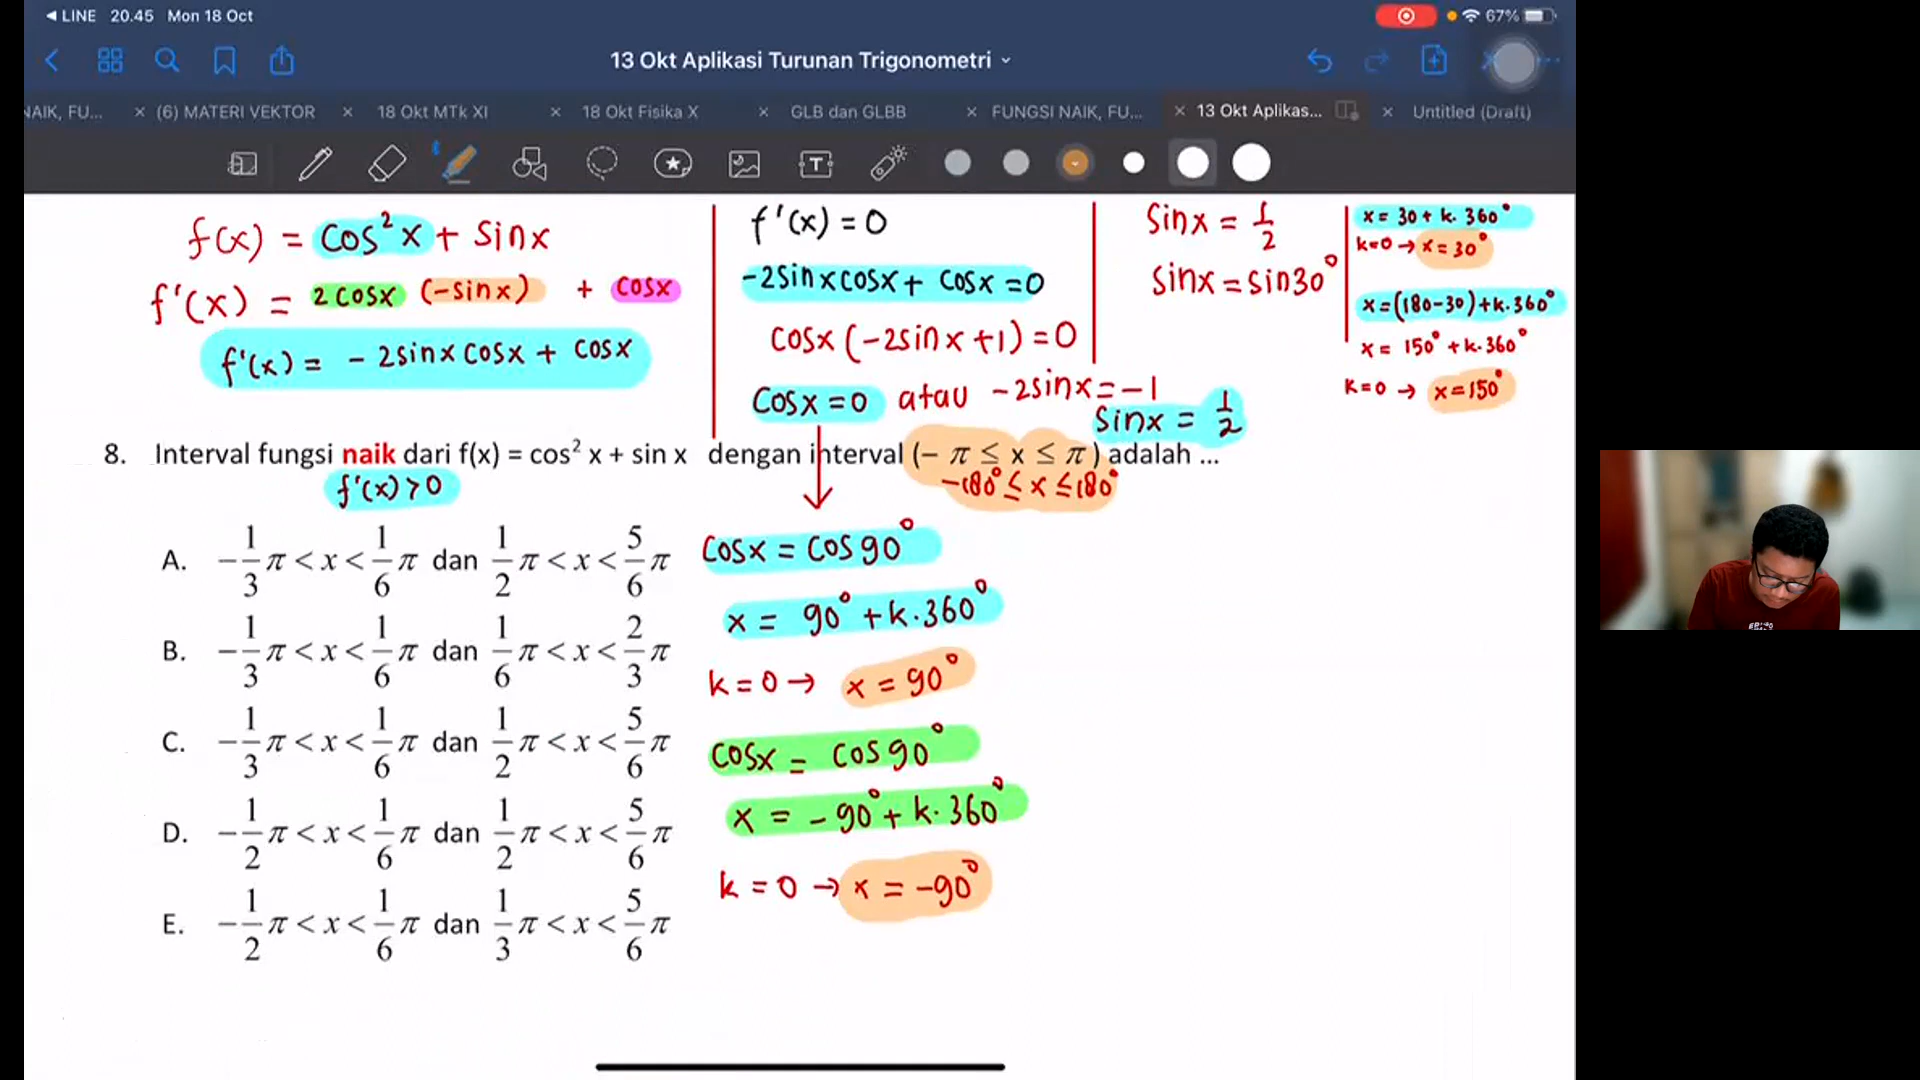 LINE 20.45 Mon 18 Oct
67%
13 Okt Aplikasi Turunan Trigonometri
NAIK, FU...
(6) MATERI VEKTOR
18 Okt MTk XI
18 Okt Fisika X
GLB dan GLBB
FUNGSI NAIK, FU...
13 Okt Aplikas...
Untitled (Draft)
f(x) = cos² x + sin x
f'(x) = 2 cosx (-sinx) + cosx
f'(x) = - 2 sinx cosx + cosx
f'(x) = 0
-2sinx cosx + cosx = 0
cosx (-2sinx + 1) = 0
cosx = 0 atau -2sinx = -1
sinx = 1/2
sinx = 1/2
sinx = sin30°
x = 30 + k. 360°
k=0 → x = 30°
x = (180-30) + k. 360°
x = 150° + k. 360°
k=0 → x=150°
8. Interval fungsi naik dari f(x) = cos² x + sin x dengan interval (– π ≤ x ≤ π) adalah ...
f'(x) > 0
-180° ≤ x ≤ 180°
A. -1/3 π < x < 1/6 π dan 1/2 π < x < 5/6 π
B. -1/3 π < x < 1/6 π dan 1/6 π < x < 2/3 π
C. -1/3 π < x < 1/6 π dan 1/2 π < x < 5/6 π
D. -1/2 π < x < 1/6 π dan 1/2 π < x < 5/6 π
E. -1/2 π < x < 1/6 π dan 1/3 π < x < 5/6 π
cosx = cos 90°
x = 90° + k. 360°
k = 0 → x = 90°
cosx = cos 90°
x = - 90° + k. 360°
k = 0 → x = -90°